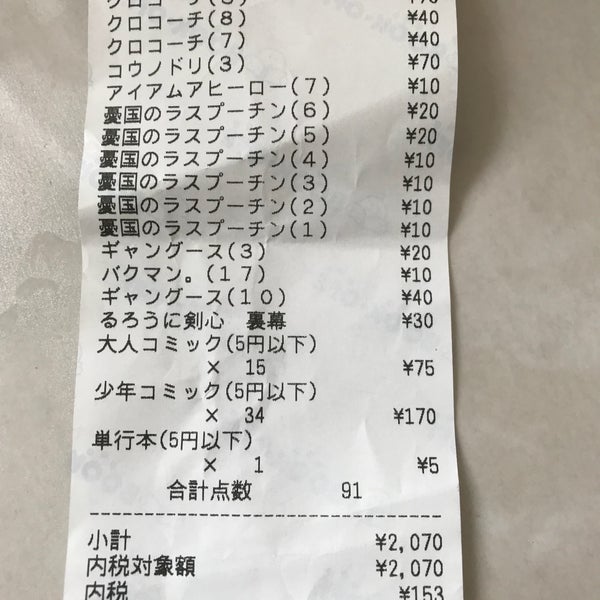 クロコーチ(8) ¥40
クロコーチ(7) ¥40
コウノドリ(3) ¥70
アイアムアヒーロー(7) ¥10
憂国のラスプーチン(6) ¥20
憂国のラスプーチン(5) ¥20
憂国のラスプーチン(4) ¥10
憂国のラスプーチン(3) ¥10
憂国のラスプーチン(2) ¥10
憂国のラスプーチン(1) ¥10
ギャングース(3) ¥20
バクマン。(17) ¥10
ギャングース(10) ¥40
るろうに剣心 裏幕 ¥30
大人コミック(5円以下)
× 15 ¥75
少年コミック(5円以下)
× 34 ¥170
単行本(5円以下)
× 1 ¥5
合計点数 91
小計 ¥2,070
内税対象額 ¥2,070
内税 ¥153